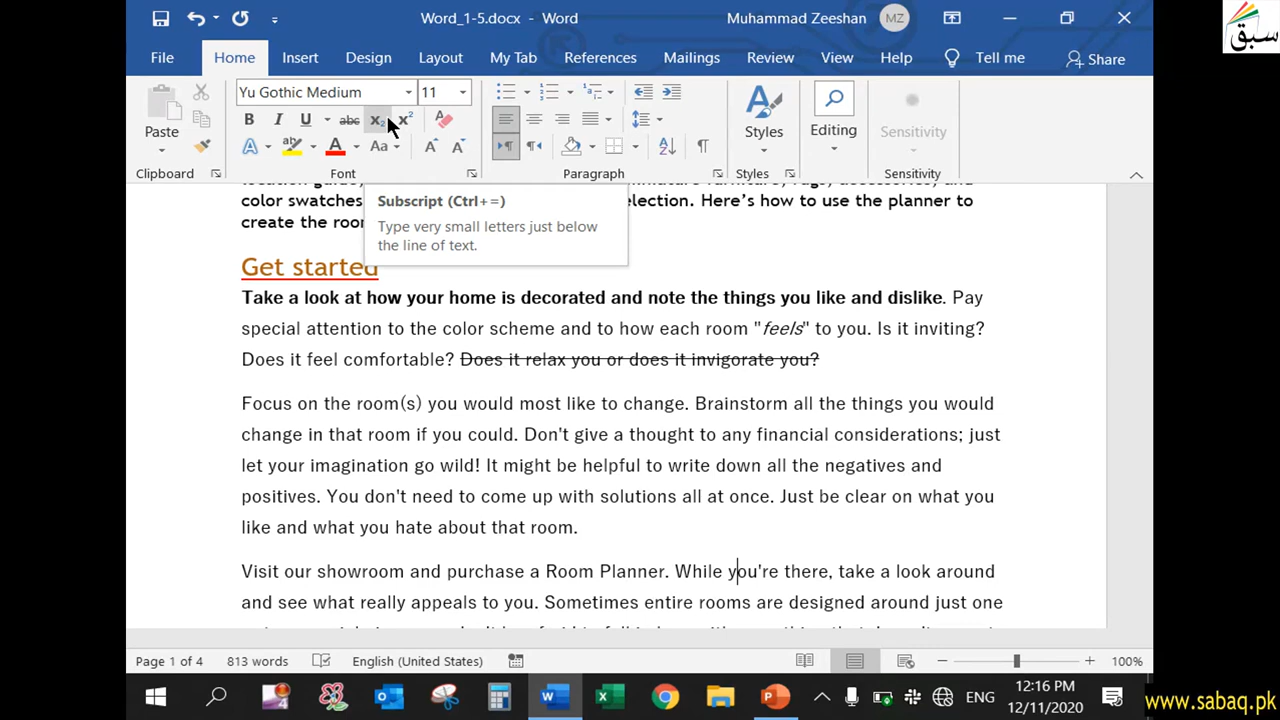 Word_1-5.docx - Word
Muhammad Zeeshan
MZ
سبق
File Home Insert Design Layout My Tab References Mailings Review View Help Tell me Share
Yu Gothic Medium
11
B I U abc X₂ X²
A ab A Aa A A
Paste
Styles
Editing
Sensitivity
Clipboard Font Paragraph Styles Sensitivity
color swatches
election. Here's how to use the planner to
create the roo
Subscript (Ctrl+=)
Type very small letters just below
the line of text.
Get started
Take a look at how your home is decorated and note the things you like and dislike. Pay
special attention to the color scheme and to how each room "feels" to you. Is it inviting?
Does it feel comfortable? Does it relax you or does it invigorate you?
Focus on the room(s) you would most like to change. Brainstorm all the things you would
change in that room if you could. Don't give a thought to any financial considerations; just
let your imagination go wild! It might be helpful to write down all the negatives and
positives. You don't need to come up with solutions all at once. Just be clear on what you
like and what you hate about that room.
Visit our showroom and purchase a Room Planner. While you're there, take a look around
and see what really appeals to you. Sometimes entire rooms are designed around just one
Page 1 of 4 813 words English (United States) 100%
ENG
12:16 PM
12/11/2020
www.sabaq.pk